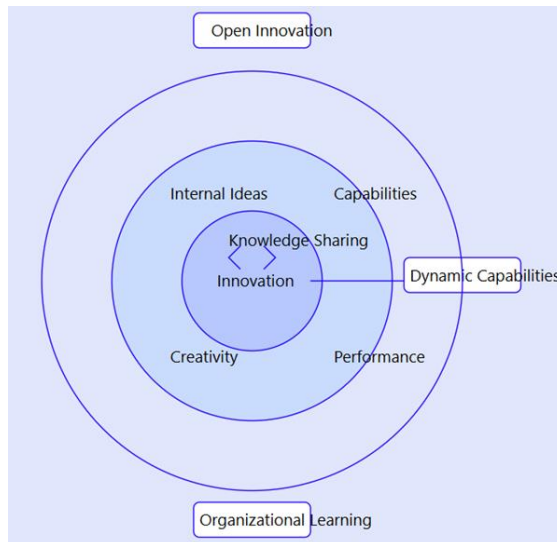 Open Innovation
Internal Ideas
Capabilities
Knowledge Sharing
Innovation
Dynamic Capabilities
Creativity
Performance
Organizational Learning